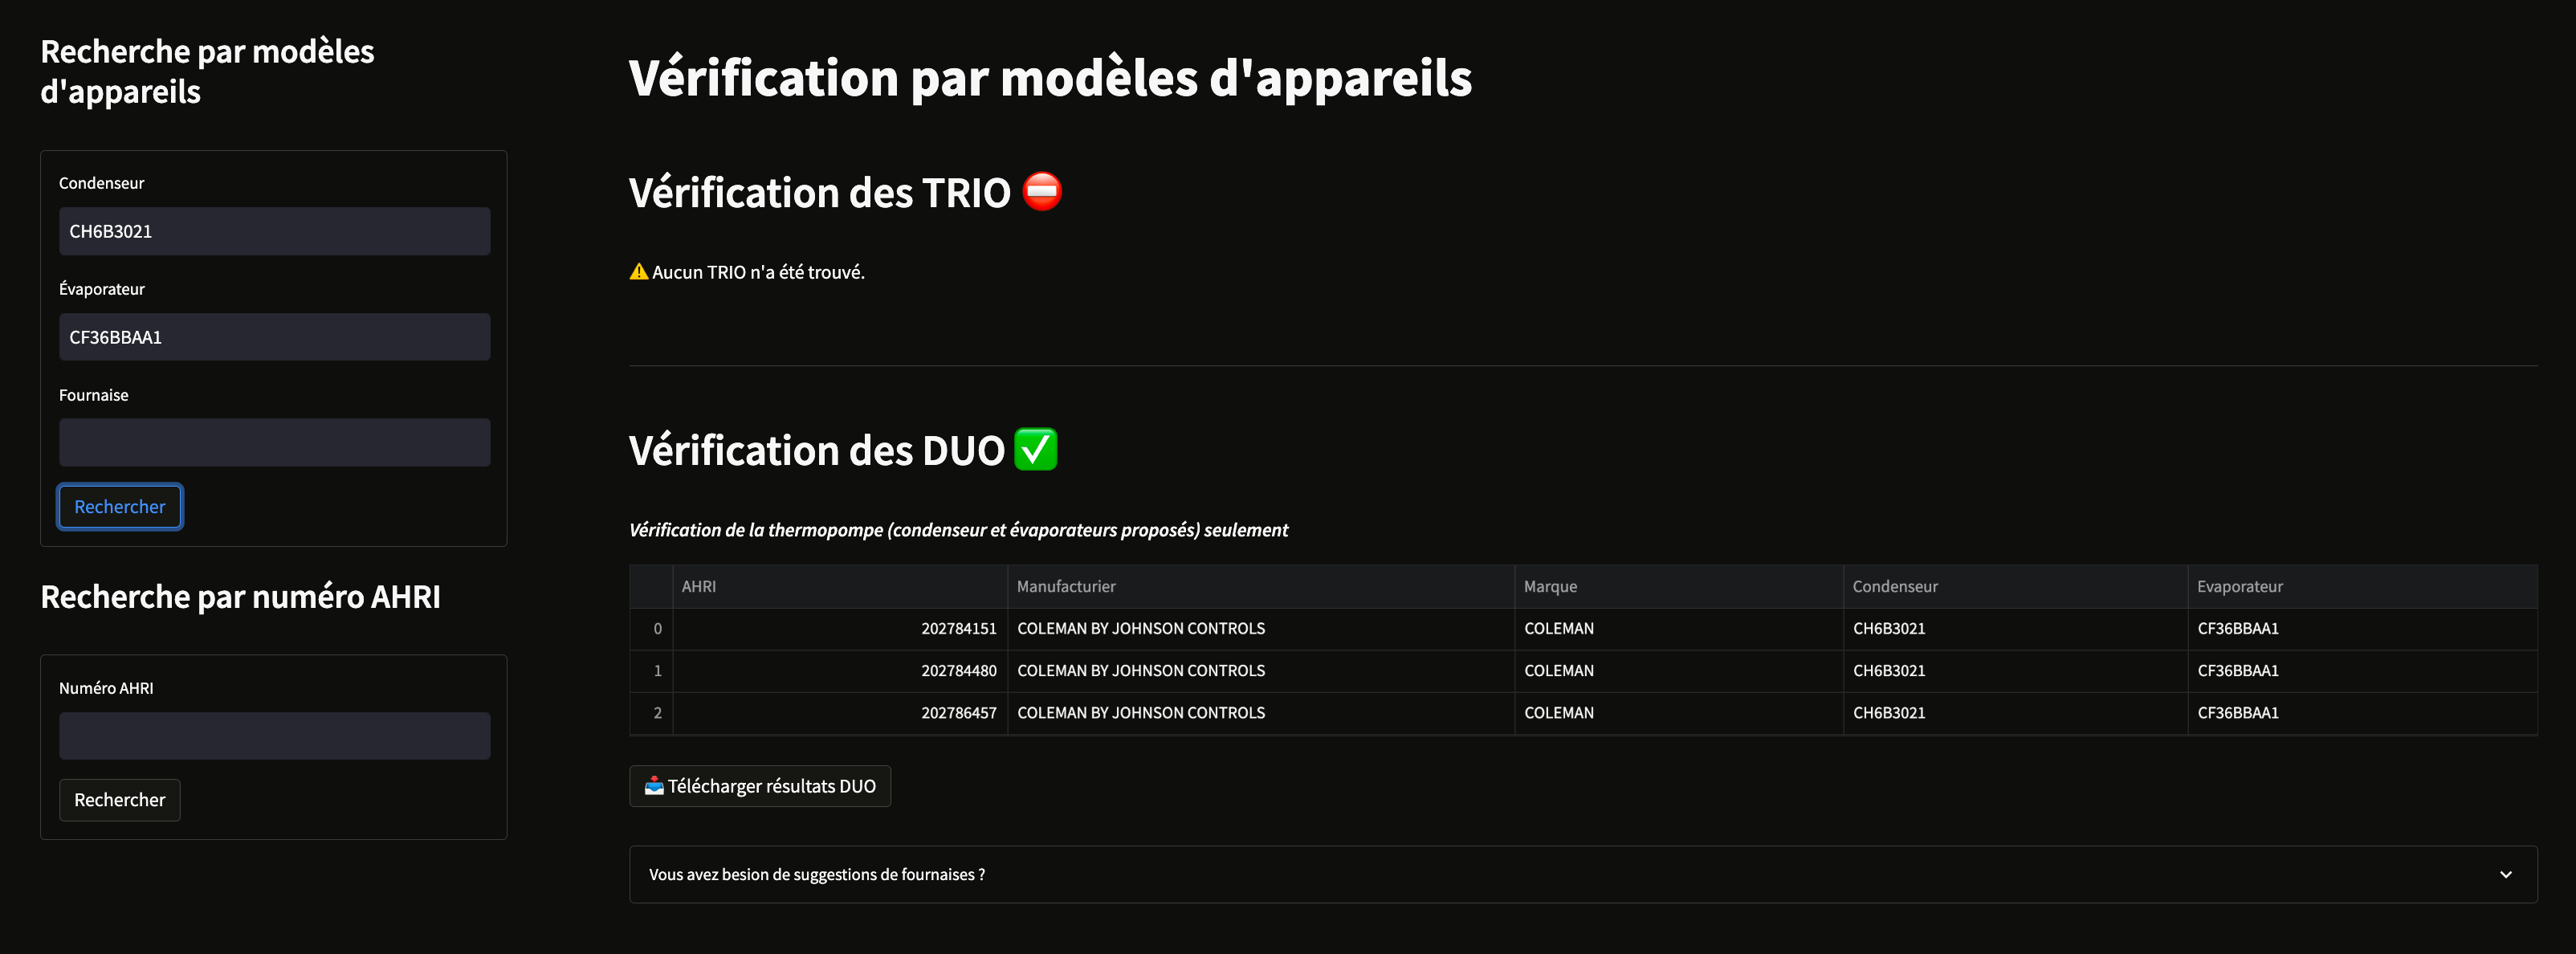 Recherche par modèles
d'appareils
Condenseur
CH6B3021
Évaporateur
CF36BBAA1
Fournaise
Rechercher
Recherche par numéro AHRI
Numéro AHRI
Rechercher
Vérification par modèles d'appareils
Vérification des TRIO ⛔
⚠️ Aucun TRIO n'a été trouvé.
Vérification des DUO ✅
Vérification de la thermopompe (condenseur et évaporateurs proposés) seulement
AHRI Manufacturier Marque Condenseur Evaporateur
0 202784151 COLEMAN BY JOHNSON CONTROLS COLEMAN CH6B3021 CF36BBAA1
1 202784480 COLEMAN BY JOHNSON CONTROLS COLEMAN CH6B3021 CF36BBAA1
2 202786457 COLEMAN BY JOHNSON CONTROLS COLEMAN CH6B3021 CF36BBAA1
📥 Télécharger résultats DUO
Vous avez besion de suggestions de fournaises ?